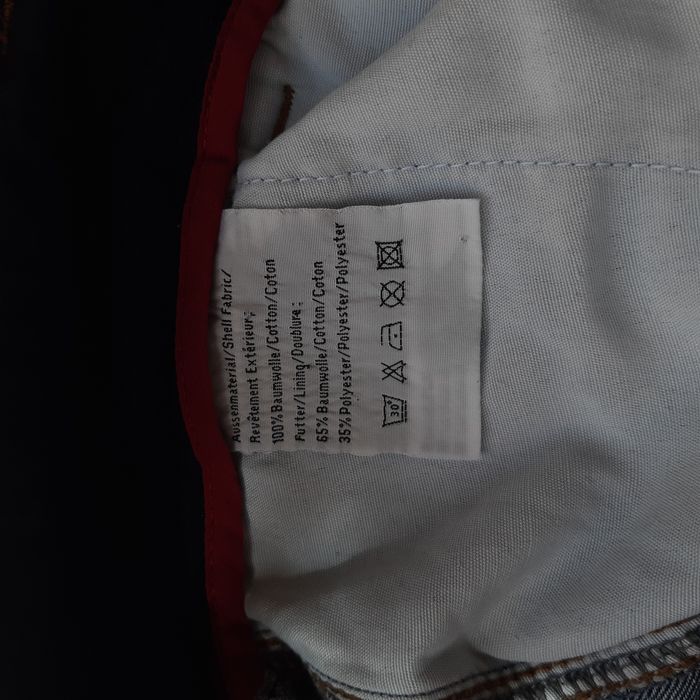 Aussenmaterial/Shell Fabric/
Revêtement Extérieur:
100% Baumwolle/Cotton/Coton
Futter/Lining/Doublure:
65% Baumwolle/Cotton/Coton
35% Polyester/Polyester/Polyester
30°